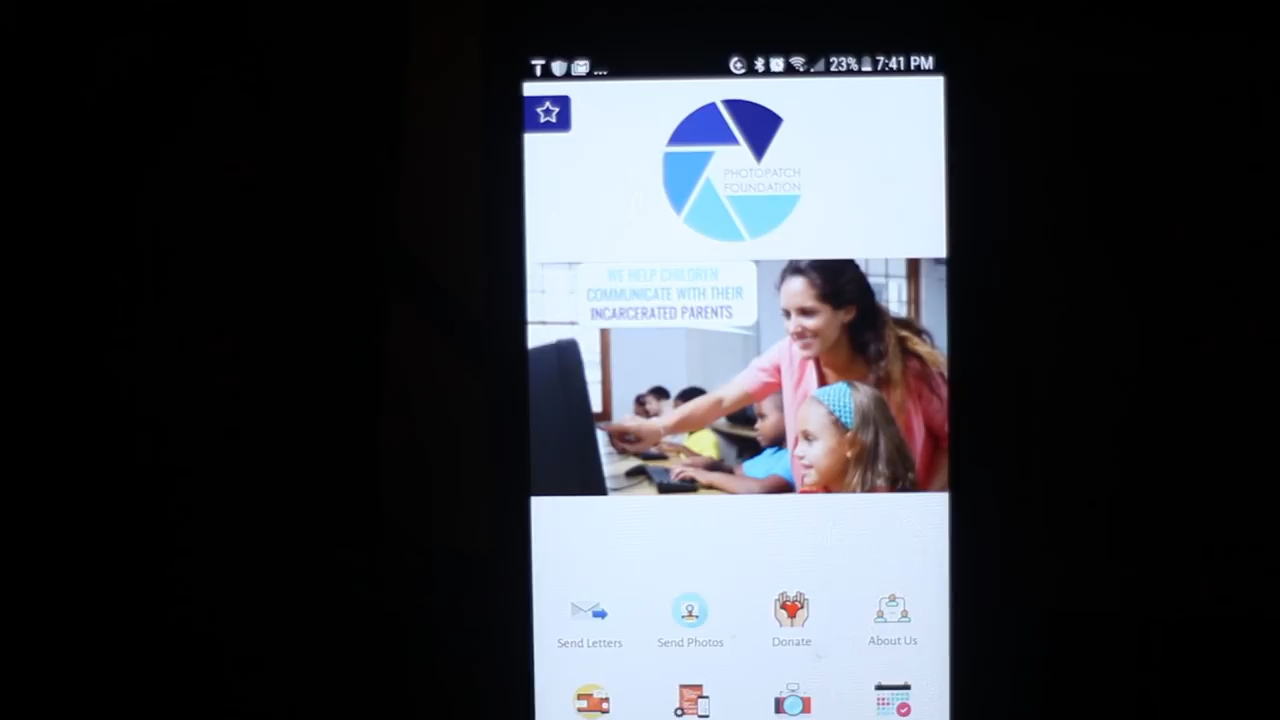 23% 7:41 PM
PHOTOPATCH
FOUNDATION
WE HELP CHILDREN
COMMUNICATE WITH THEIR
INCARCERATED PARENTS
Send Letters
Send Photos
Donate
About Us